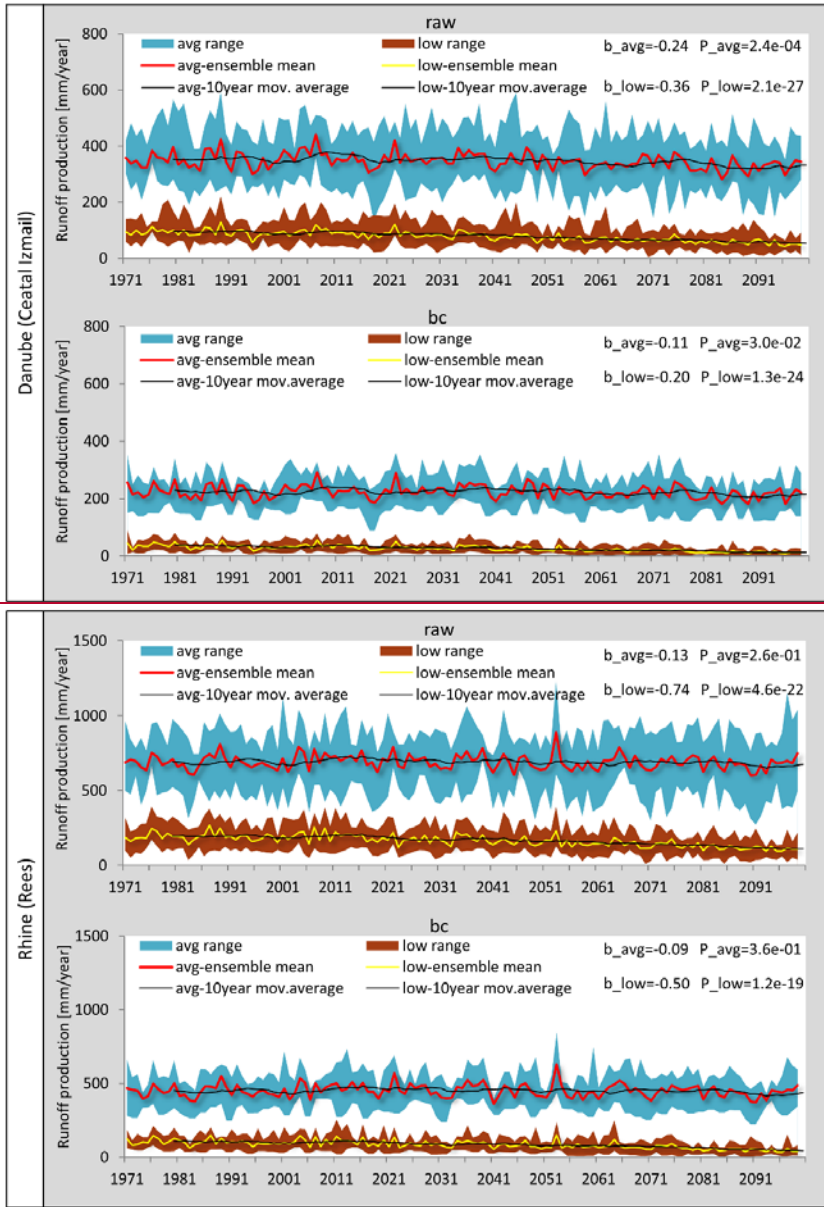 Danube (Ceatal Izmail)
raw
Runoff production [mm/year]
800
600
400
200
0
avg range
low range
b_avg=-0.24 P_avg=2.4e-04
avg-ensemble mean
low-ensemble mean
avg-10year mov. average
low-10year mov.average
b_low=-0.36 P_low=2.1e-27
1971 1981 1991 2001 2011 2021 2031 2041 2051 2061 2071 2081 2091
bc
Runoff production [mm/year]
800
600
400
200
0
avg range
low range
b_avg=-0.11 P_avg=3.0e-02
avg-ensemble mean
low-ensemble mean
avg-10year mov.average
low-10year mov.average
b_low=-0.20 P_low=1.3e-24
1971 1981 1991 2001 2011 2021 2031 2041 2051 2061 2071 2081 2091
Rhine (Rees)
raw
Runoff production [mm/year]
1500
1000
500
0
avg range
low range
b_avg=-0.13 P_avg=2.6e-01
avg-ensemble mean
low-ensemble mean
avg-10year mov. average
low-10year mov.average
b_low=-0.74 P_low=4.6e-22
1971 1981 1991 2001 2011 2021 2031 2041 2051 2061 2071 2081 2091
bc
Runoff production [mm/year]
1500
1000
500
0
avg range
low range
b_avg=-0.09 P_avg=3.6e-01
avg-ensemble mean
low-ensemble mean
avg-10year mov.average
low-10year mov.average
b_low=-0.50 P_low=1.2e-19
1971 1981 1991 2001 2011 2021 2031 2041 2051 2061 2071 2081 2091